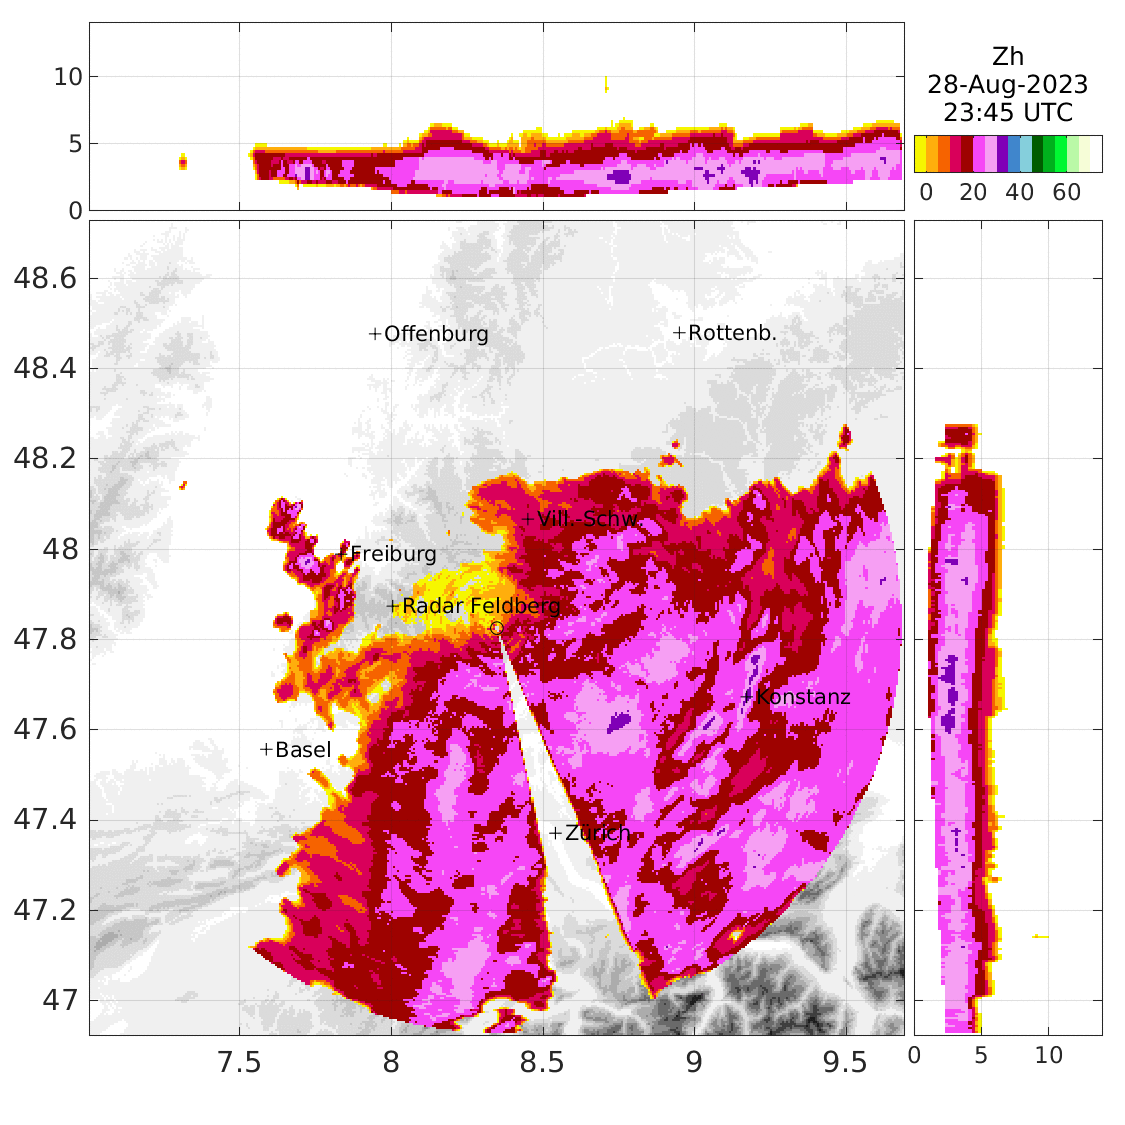 Zh
28-Aug-2023
23:45 UTC
0 20 40 60
10
5
0
48.6
48.4
48.2
48
47.8
47.6
47.4
47.2
47
+Offenburg
+Rottenb.
+Vill.-Schw.
+Freiburg
+Radar Feldberg
+Konstanz
+Basel
+Zürich
7.5 8 8.5 9 9.5
0 5 10